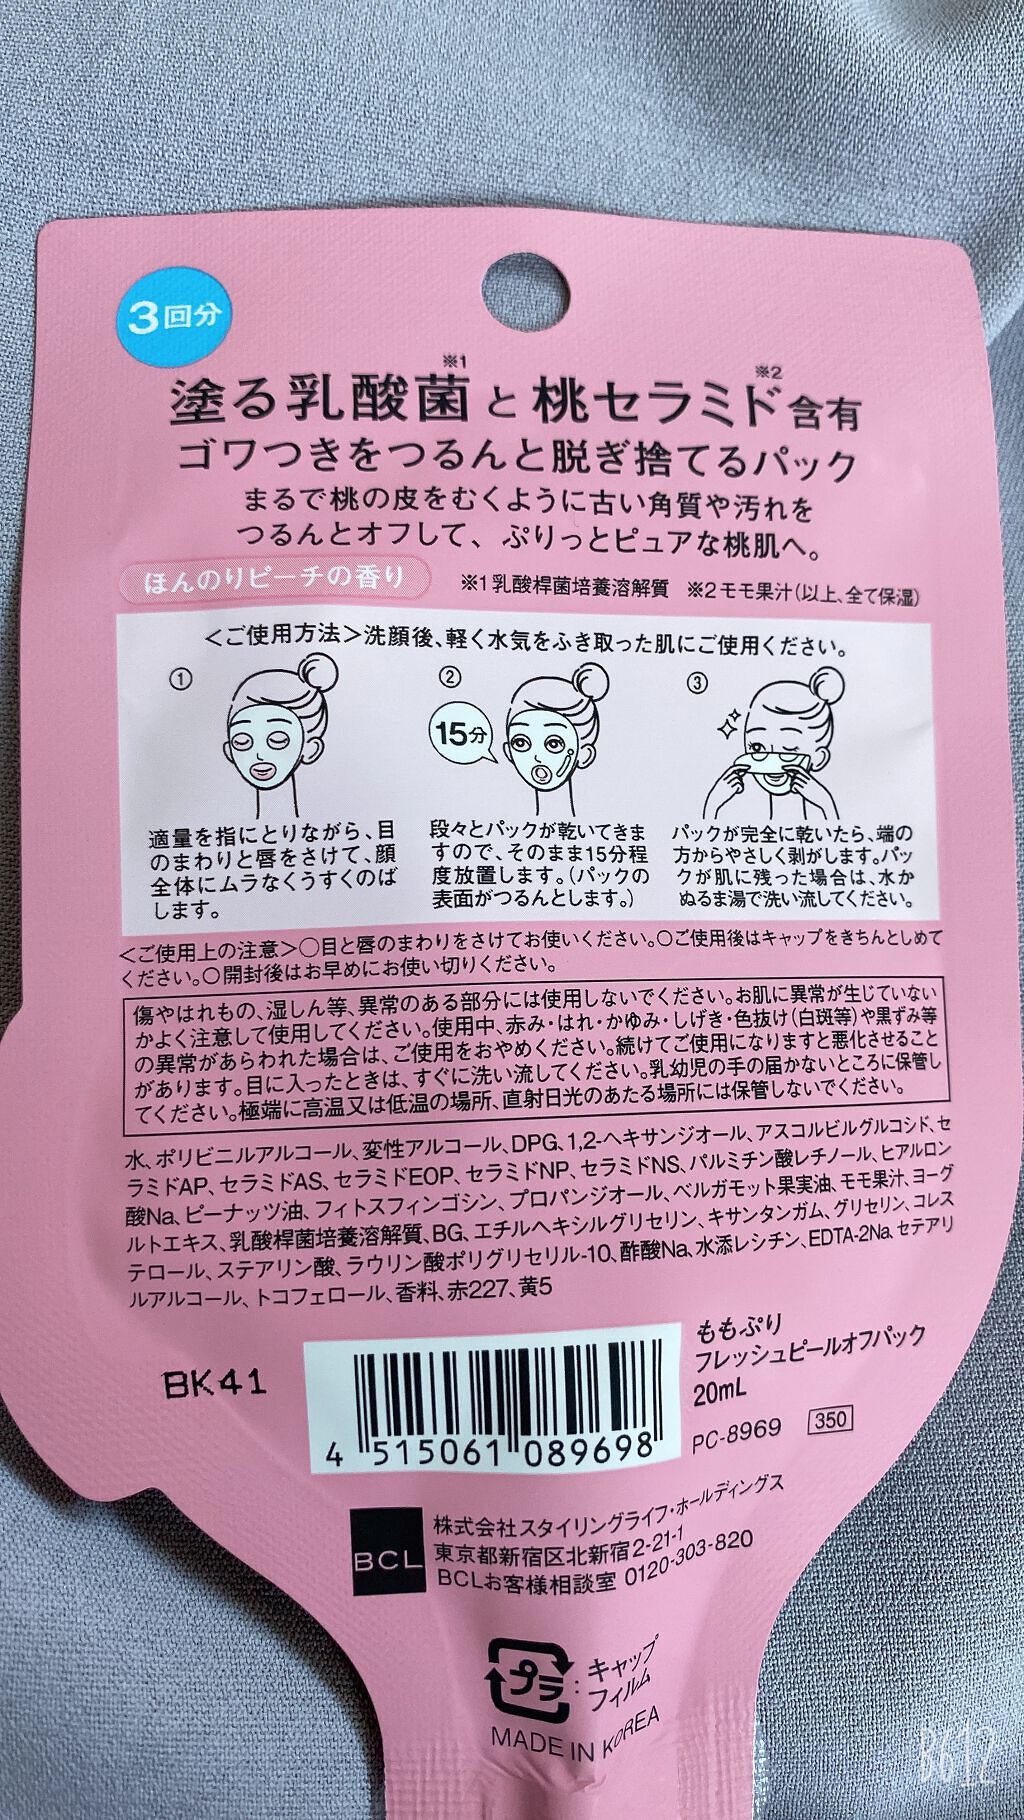 3回分
※1 ※2
塗る乳酸菌と桃セラミド含有
ゴワつきをつるんと脱ぎ捨てるパック
まるで桃の皮をむくように古い角質や汚れを
つるんとオフして、ぷりっとピュアな桃肌へ。
ほんのりピーチの香り ※1乳酸桿菌培養溶解質 ※2モモ果汁(以上、全て保湿)
<ご使用方法>洗顔後、軽く水気をふき取った肌にご使用ください。
①
適量を指にとりながら、目
のまわりと唇をさけて、顔
全体にムラなくうすくのば
します。
②
15分
段々とパックが乾いてきま
すので、そのまま15分程
度放置します。(パックの
表面がつるんとします。)
③
パックが完全に乾いたら、端の
方からやさしく剥がします。パッ
クが肌に残った場合は、水か
ぬるま湯で洗い流してください。
<ご使用上の注意>○目と唇のまわりをさけてお使いください。○ご使用後はキャップをきちんとしめて
ください。○開封後はお早めにお使い切りください。
傷やはれもの、湿しん等、異常のある部分には使用しないでください。お肌に異常が生じていない
かよく注意して使用してください。使用中、赤み・はれ・かゆみ・しげき・色抜け(白斑等)や黒ずみ等
の異常があらわれた場合は、ご使用をおやめください。続けてご使用になりますと悪化させること
があります。目に入ったときは、すぐに洗い流してください。乳幼児の手の届かないところに保管し
てください。極端に高温又は低温の場所、直射日光のあたる場所には保管しないでください。
水、ポリビニルアルコール、変性アルコール、DPG、1,2-ヘキサンジオール、アスコルビルグルコシド、セ
ラミドAP、セラミドAS、セラミドEOP、セラミドNP、セラミドNS、パルミチン酸レチノール、ヒアルロン
酸Na、ピーナッツ油、フィトスフィンゴシン、プロパンジオール、ベルガモット果実油、モモ果汁、ヨーグ
ルトエキス、乳酸桿菌培養溶解質、BG、エチルヘキシルグリセリン、キサンタンガム、グリセリン、コレス
テロール、ステアリン酸、ラウリン酸ポリグリセリル-10、酢酸Na、水添レシチン、EDTA-2Na、セテアリ
ルアルコール、トコフェロール、香料、赤227、黄5
BK41
4 515061 089698
ももぷり
フレッシュピールオフパック
20mL
PC-8969 350
BCL
株式会社スタイリングライフ・ホールディングス
東京都新宿区北新宿2-21-1
BCLお客様相談室 0120-303-820
プラ : キャップ
フィルム
MADE IN KOREA
BG12